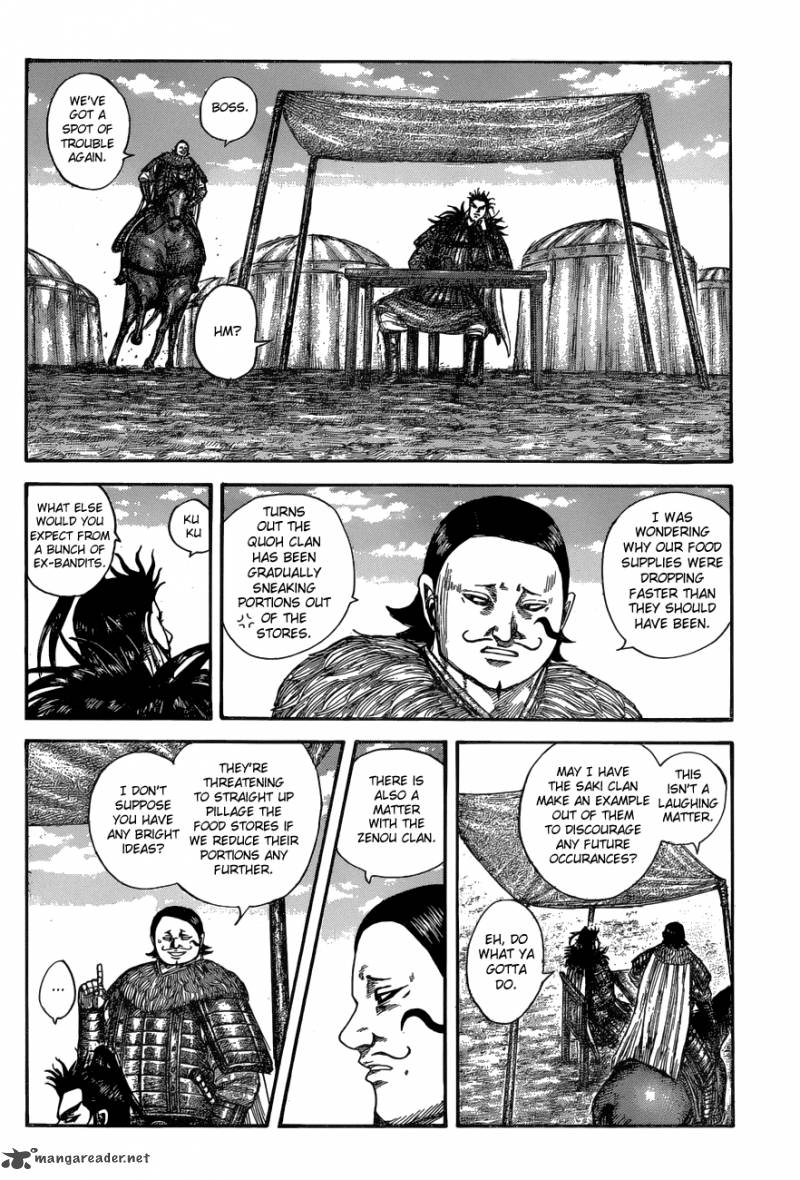 BOSS.
WE'VE
GOT A
SPOT OF
TROUBLE
AGAIN.
HM?
I WAS
WONDERING
WHY OUR FOOD
SUPPLIES WERE
DROPPING
FASTER THAN
THEY SHOULD
HAVE BEEN.
TURNS
OUT THE
QUOH CLAN
HAS BEEN
GRADUALLY
SNEAKING
PORTIONS OUT
OF THE
STORES.
KU
KU
WHAT ELSE
WOULD YOU
EXPECT FROM
A BUNCH OF
EX-BANDITS.
THIS
ISN'T A
LAUGHING
MATTER.
MAY I HAVE
THE SAKI CLAN
MAKE AN EXAMPLE
OUT OF THEM
TO DISCOURAGE
ANY FUTURE
OCCURANCES?
EH, DO
WHAT YA
GOTTA
DO.
THERE IS
ALSO A
MATTER
WITH THE
ZENOU CLAN.
THEY'RE
THREATENING
TO STRAIGHT UP
PILLAGE THE
FOOD STORES IF
WE REDUCE THEIR
PORTIONS ANY
FURTHER.
I DON'T
SUPPOSE
YOU HAVE
ANY BRIGHT
IDEAS?
...
mangareader.net